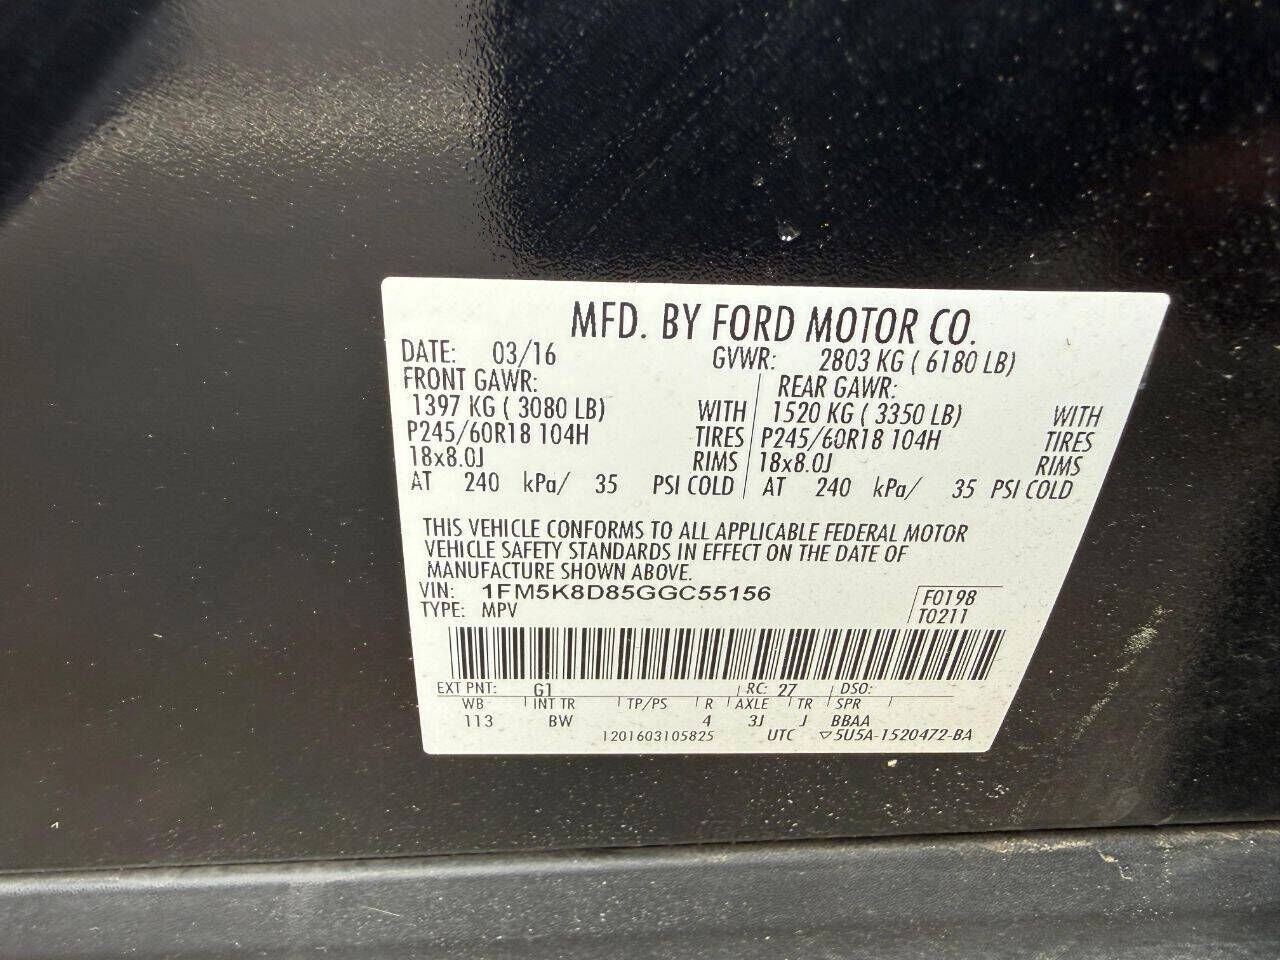 MFD. BY FORD MOTOR CO.
DATE: 03/16 GVWR: 2803 KG ( 6180 LB)
FRONT GAWR: REAR GAWR:
1397 KG ( 3080 LB) WITH 1520 KG ( 3350 LB) WITH
P245/60R18 104H TIRES P245/60R18 104H TIRES
18x8.0J RIMS 18x8.0J RIMS
AT 240 kPa/ 35 PSI COLD AT 240 kPa/ 35 PSI COLD
THIS VEHICLE CONFORMS TO ALL APPLICABLE FEDERAL MOTOR
VEHICLE SAFETY STANDARDS IN EFFECT ON THE DATE OF
MANUFACTURE SHOWN ABOVE.
VIN: 1FM5K8D85GGC55156 F0198
TYPE: MPV T0211
EXT PNT: G1 RC: 27 DSO:
WB INT TR TP/PS R AXLE TR SPR
113 BW 4 3J J BBAA
1201603105825 UTC ▽5U5A-1520472-BA